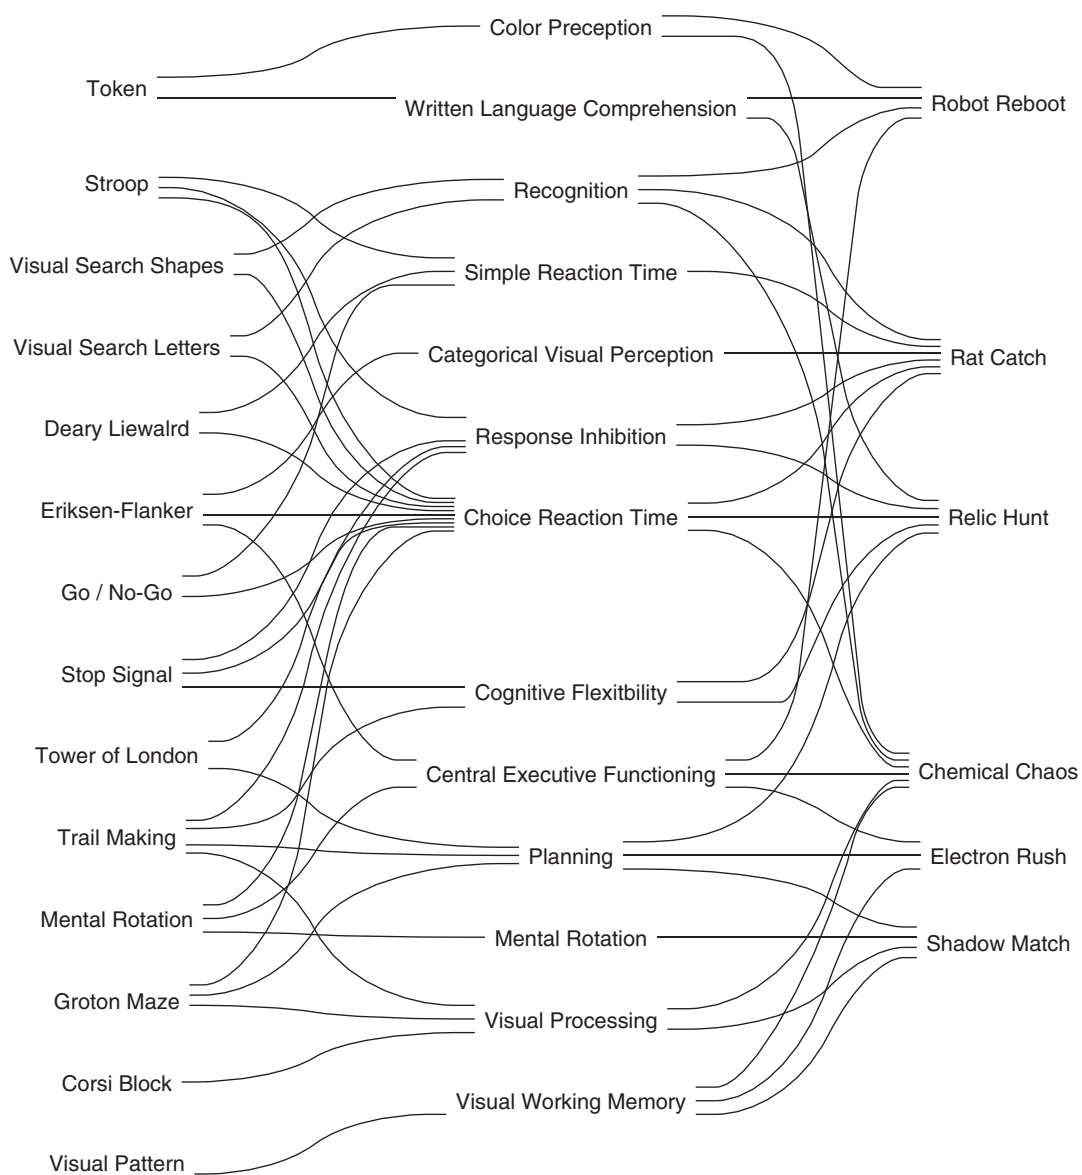 Token
Stroop
Visual Search Shapes
Visual Search Letters
Deary Liewalrd
Eriksen-Flanker
Go / No-Go
Stop Signal
Tower of London
Trail Making
Mental Rotation
Groton Maze
Corsi Block
Visual Pattern
Color Preception
Written Language Comprehension
Recognition
Simple Reaction Time
Categorical Visual Perception
Response Inhibition
Choice Reaction Time
Cognitive Flexitbility
Central Executive Functioning
Planning
Mental Rotation
Visual Processing
Visual Working Memory
Robot Reboot
Rat Catch
Relic Hunt
Chemical Chaos
Electron Rush
Shadow Match